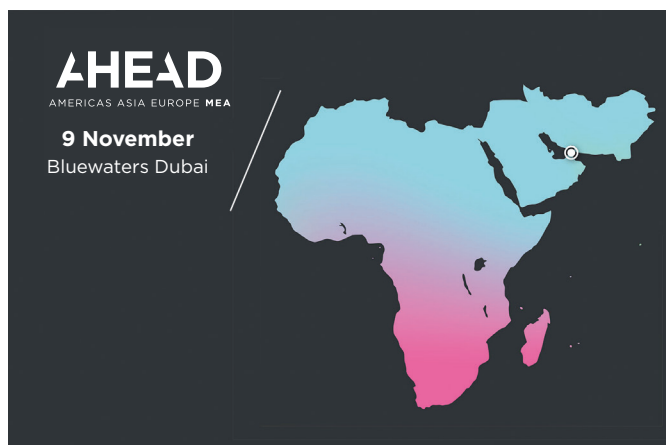 AHEAD
AMERICAS ASIA EUROPE MEA
9 November
Bluewaters Dubai